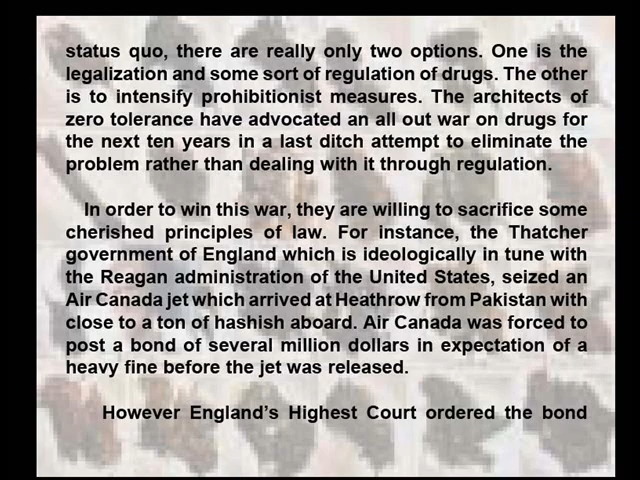 status quo, there are really only two options. One is the
legalization and some sort of regulation of drugs. The other
is to intensify prohibitionist measures. The architects of
zero tolerance have advocated an all out war on drugs for
the next ten years in a last ditch attempt to eliminate the
problem rather than dealing with it through regulation.
In order to win this war, they are willing to sacrifice some
cherished principles of law. For instance, the Thatcher
government of England which is ideologically in tune with
the Reagan administration of the United States, seized an
Air Canada jet which arrived at Heathrow from Pakistan with
close to a ton of hashish aboard. Air Canada was forced to
post a bond of several million dollars in expectation of a
heavy fine before the jet was released.
However England's Highest Court ordered the bond